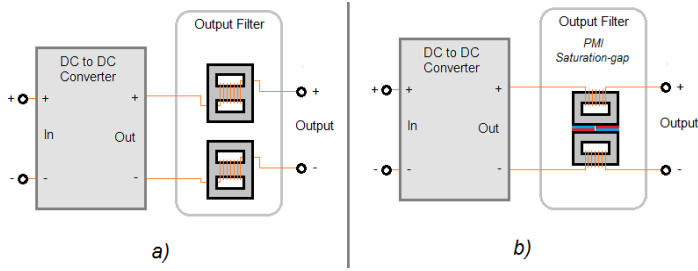 Output Filter
DC to DC
Converter
+ + + +
In
Out
Output
- - - -
a)
Output Filter
PMI
Saturation-gap
DC to DC
Converter
+ + + +
In
Out
Output
- - - -
b)